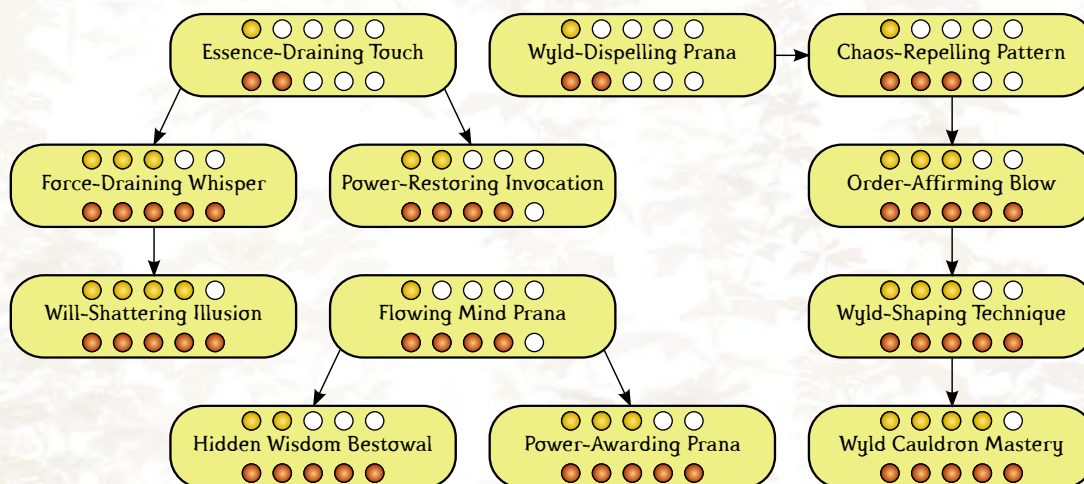 Essence-Draining Touch
Wyld-Dispelling Prana
Chaos-Repelling Pattern
Force-Draining Whisper
Power-Restoring Invocation
Order-Affirming Blow
Will-Shattering Illusion
Flowing Mind Prana
Wyld-Shaping Technique
Hidden Wisdom Bestowal
Power-Awarding Prana
Wyld Cauldron Mastery